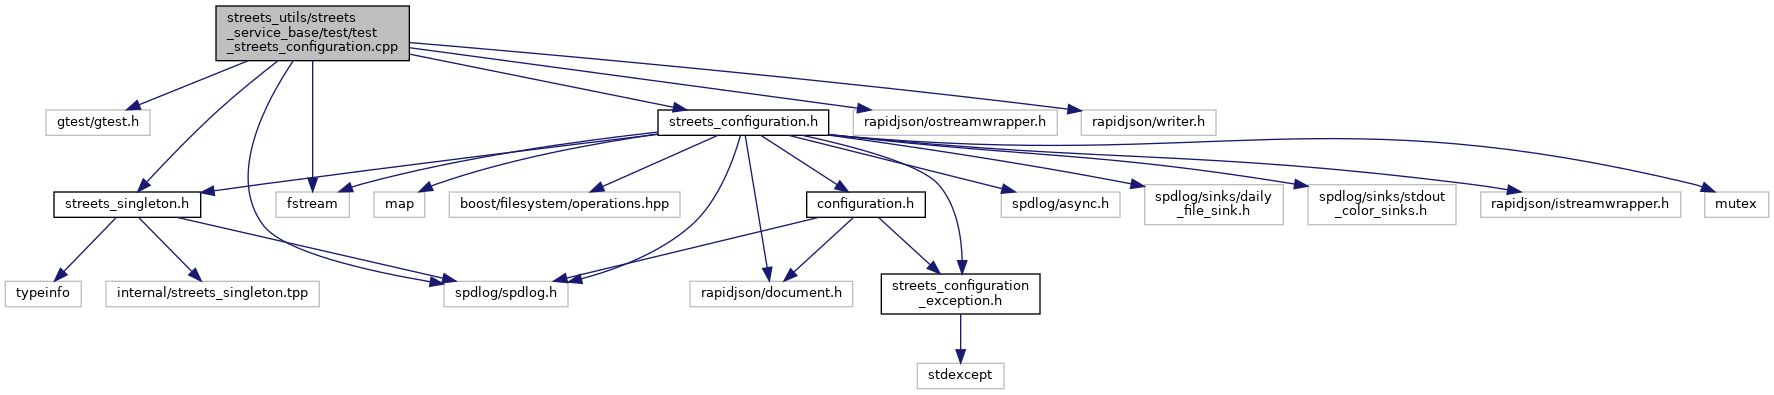 streets_utils/streets
_service_base/test/test
_streets_configuration.cpp
gtest/gtest.h
streets_configuration.h
rapidjson/ostreamwrapper.h
rapidjson/writer.h
streets_singleton.h
fstream
map
boost/filesystem/operations.hpp
configuration.h
spdlog/async.h
spdlog/sinks/daily
_file_sink.h
spdlog/sinks/stdout
_color_sinks.h
rapidjson/istreamwrapper.h
mutex
typeinfo
internal/streets_singleton.tpp
spdlog/spdlog.h
rapidjson/document.h
streets_configuration
_exception.h
stdexcept